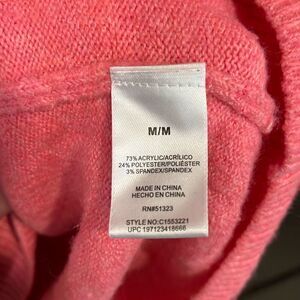 M/M
73% ACRYLIC/ACRÍLICO
24% POLYESTER/POLIÉSTER
3% SPANDEX/SPANDEX
MADE IN CHINA
HECHO EN CHINA
RN#51323
STYLE NO:C1553221
UPC 197123418666